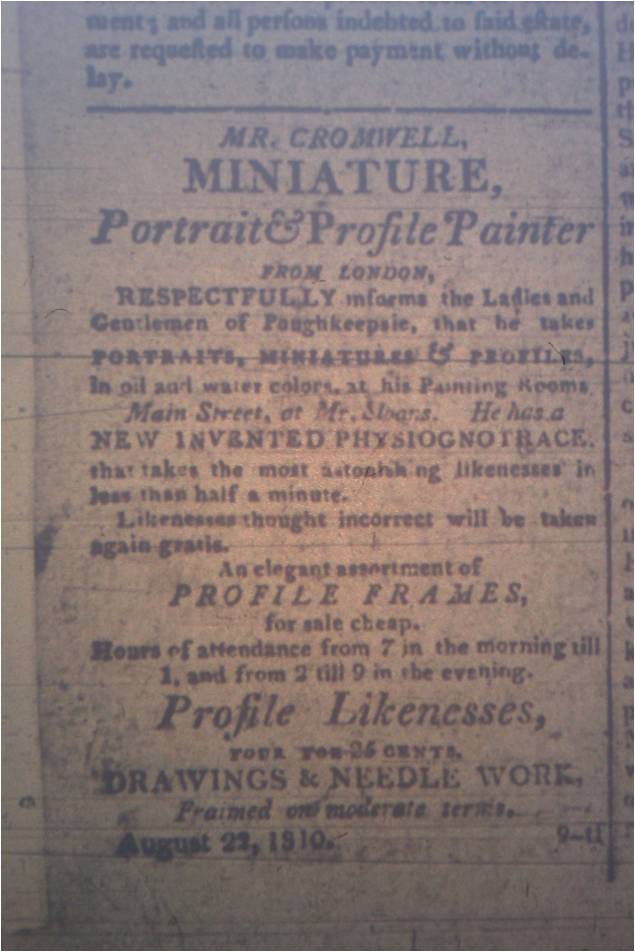 ment; and all persons indebted to said estate,
are requested to make payment without de-
lay.
MR. CROMWELL,
MINIATURE,
Portrait & Profile Painter
FROM LONDON,
RESPECTFULLY informs the Ladies and
Gentlemen of Poughkeepsie, that he takes
PORTRAITS, MINIATURES & PROFILES,
In oil and water colors, at his Painting Rooms
Main Street, at Mr. Sloans. He has a
NEW INVENTED PHYSIOGNOTRACE,
that takes the most astonishing likenesses in
less than half a minute.
Likenesses thought incorrect will be taken
again gratis.
An elegant assortment of
PROFILE FRAMES,
for sale cheap.
Hours of attendance from 7 in the morning till
1, and from 2 till 9 in the evening.
Profile Likenesses,
FOUR FOR 25 CENTS.
DRAWINGS & NEEDLE WORK,
Fraimed on moderate terms.
August 22, 1810.